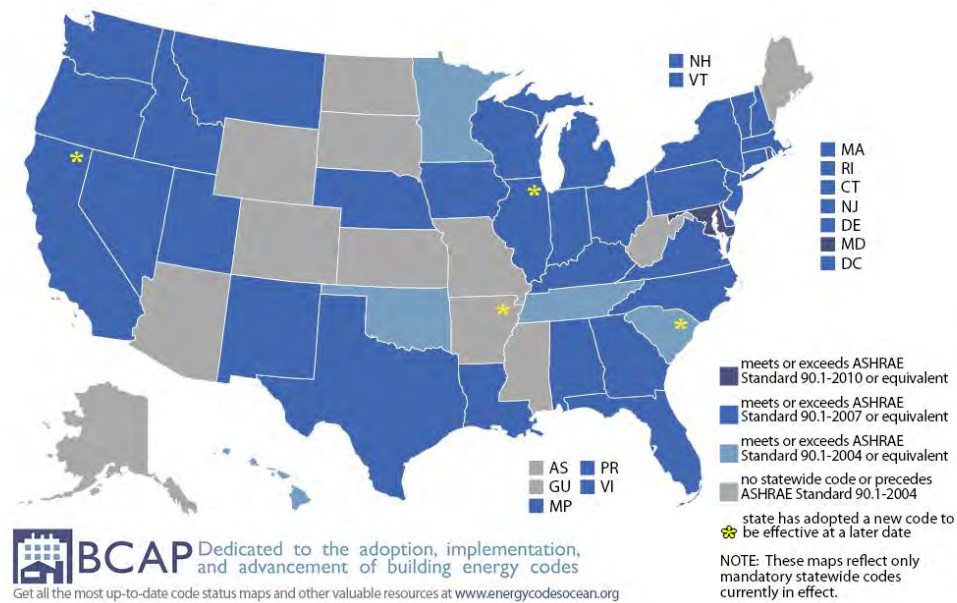 NH
VT
MA
RI
CT
NJ
DE
MD
DC
meets or exceeds ASHRAE
Standard 90.1-2010 or equivalent
meets or exceeds ASHRAE
Standard 90.1-2007 or equivalent
meets or exceeds ASHRAE
Standard 90.1-2004 or equivalent
no statewide code or precedes
ASHRAE Standard 90.1-2004
state has adopted a new code to
be effective at a later date
NOTE: These maps reflect only
mandatory statewide codes
currently in effect.
AS PR
GU VI
MP
BCAP Dedicated to the adoption, implementation,
and advancement of building energy codes
Get all the most up-to-date code status maps and other valuable resources at www.energycodesocean.org